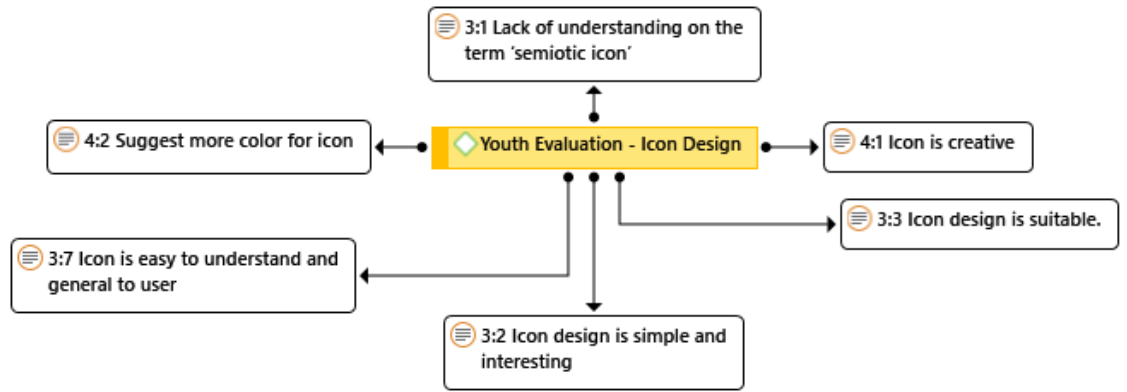 3:1 Lack of understanding on the
term ‘semiotic icon’
4:2 Suggest more color for icon
Youth Evaluation - Icon Design
4:1 Icon is creative
3:3 Icon design is suitable.
3:7 Icon is easy to understand and
general to user
3:2 Icon design is simple and
interesting